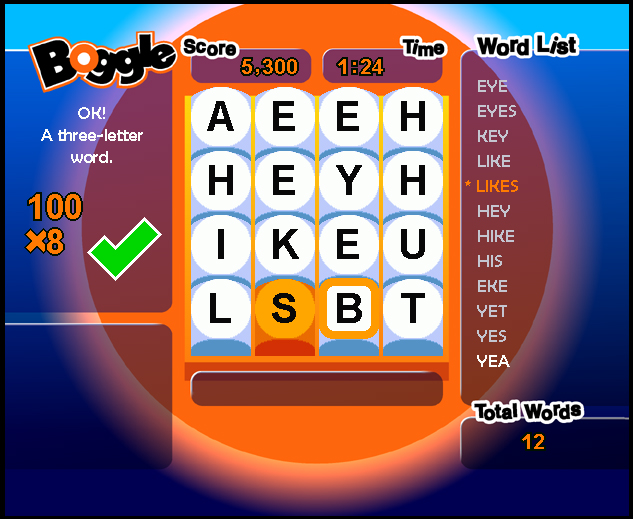 Boggle
Score
Time
Word List
5,300
1:24
OK!
A three-letter
word.
100
×8
A E E H
H E Y H
I K E U
L S B T
EYE
EYES
KEY
LIKE
* LIKES
HEY
HIKE
HIS
EKE
YET
YES
YEA
Total Words
12